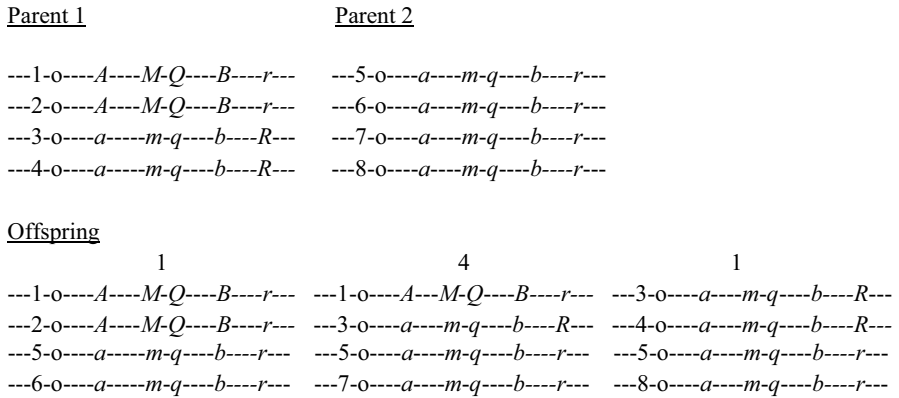 Parent 1 Parent 2
---1-o----A----M-Q----B----r--- ---5-o----a----m-q----b----r---
---2-o----A----M-Q----B----r--- ---6-o----a----m-q----b----r---
---3-o----a-----m-q----b----R--- ---7-o----a----m-q----b----r---
---4-o----a-----m-q----b----R--- ---8-o----a----m-q----b----r---
Offspring
1 4 1
---1-o----A----M-Q----B----r--- ---1-o----A---M-Q----B----r--- ---3-o----a----m-q----b----R---
---2-o----A----M-Q----B----r--- ---3-o----a----m-q----b----R--- ---4-o----a----m-q----b----R---
---5-o----a-----m-q----b----r--- ---5-o----a----m-q----b----r--- ---5-o----a----m-q----b----r---
---6-o----a-----m-q----b----r--- ---7-o----a----m-q----b----r--- ---8-o----a----m-q----b----r---